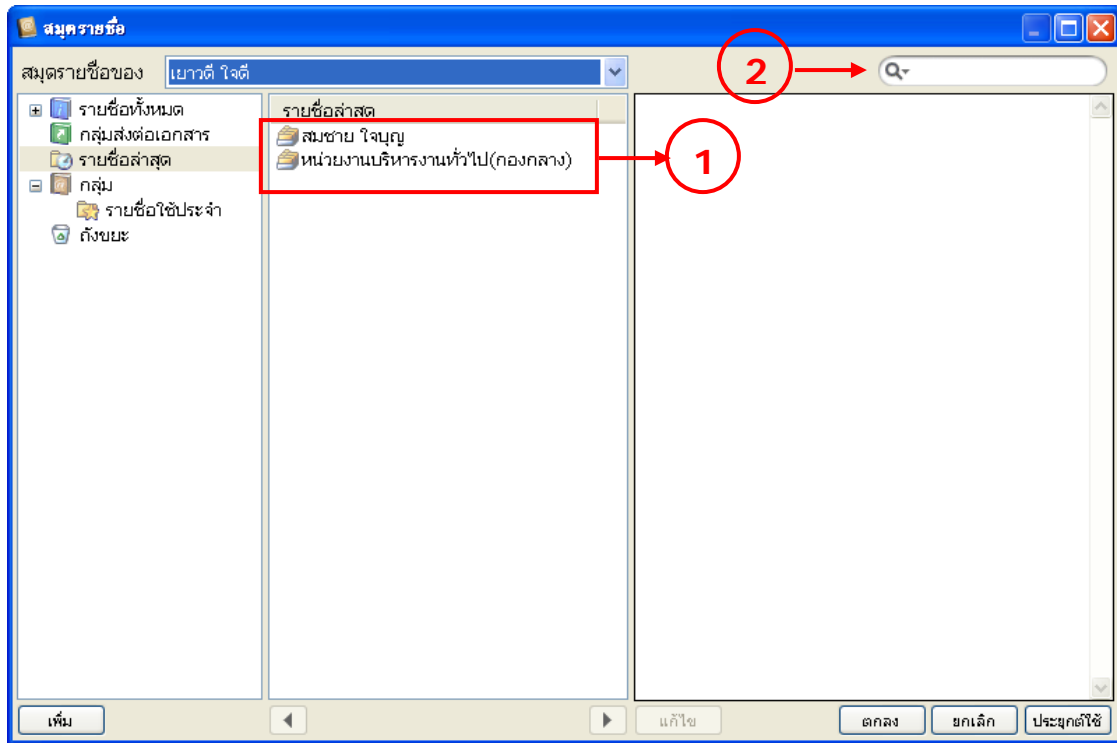 สมุดรายชื่อ
สมุดรายชื่อของ เยาวดี ใจดี
2
รายชื่อทั้งหมด
กลุ่มส่งต่อเอกสาร
รายชื่อล่าสุด
กลุ่ม
รายชื่อใช้ประจำ
ถังขยะ
รายชื่อล่าสุด
สมชาย ใจบุญ
หน่วยงานบริหารงานทั่วไป(กองกลาง)
1
เพิ่ม
แก้ไข
ตกลง
ยกเลิก
ประยุกต์ใช้